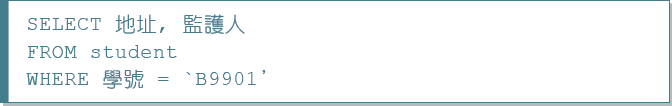 SELECT 地址, 監護人
FROM student
WHERE 學號 = `B9901’